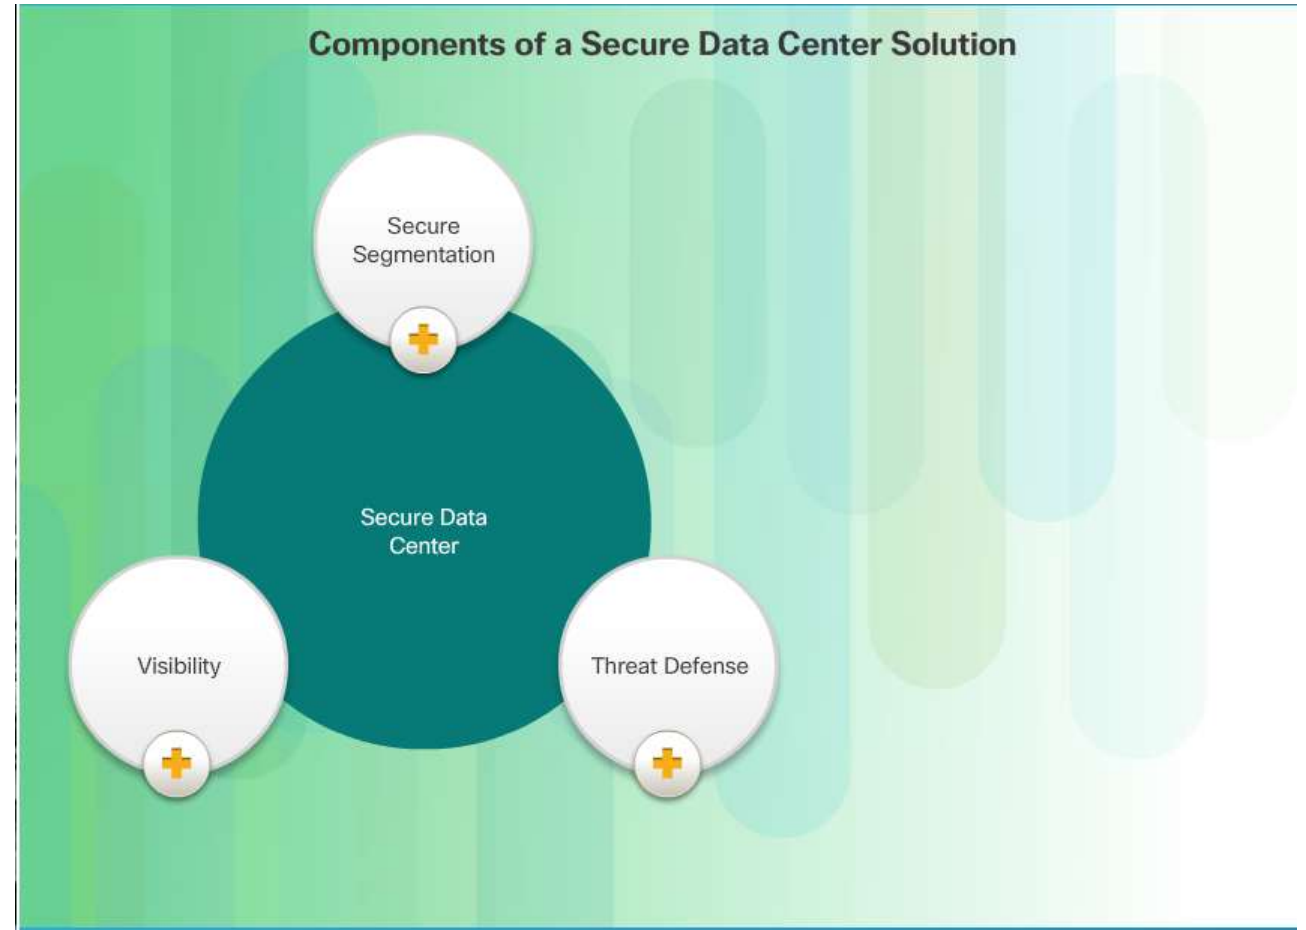 Components of a Secure Data Center Solution
Secure
Segmentation
Secure Data
Center
Visibility
Threat Defense